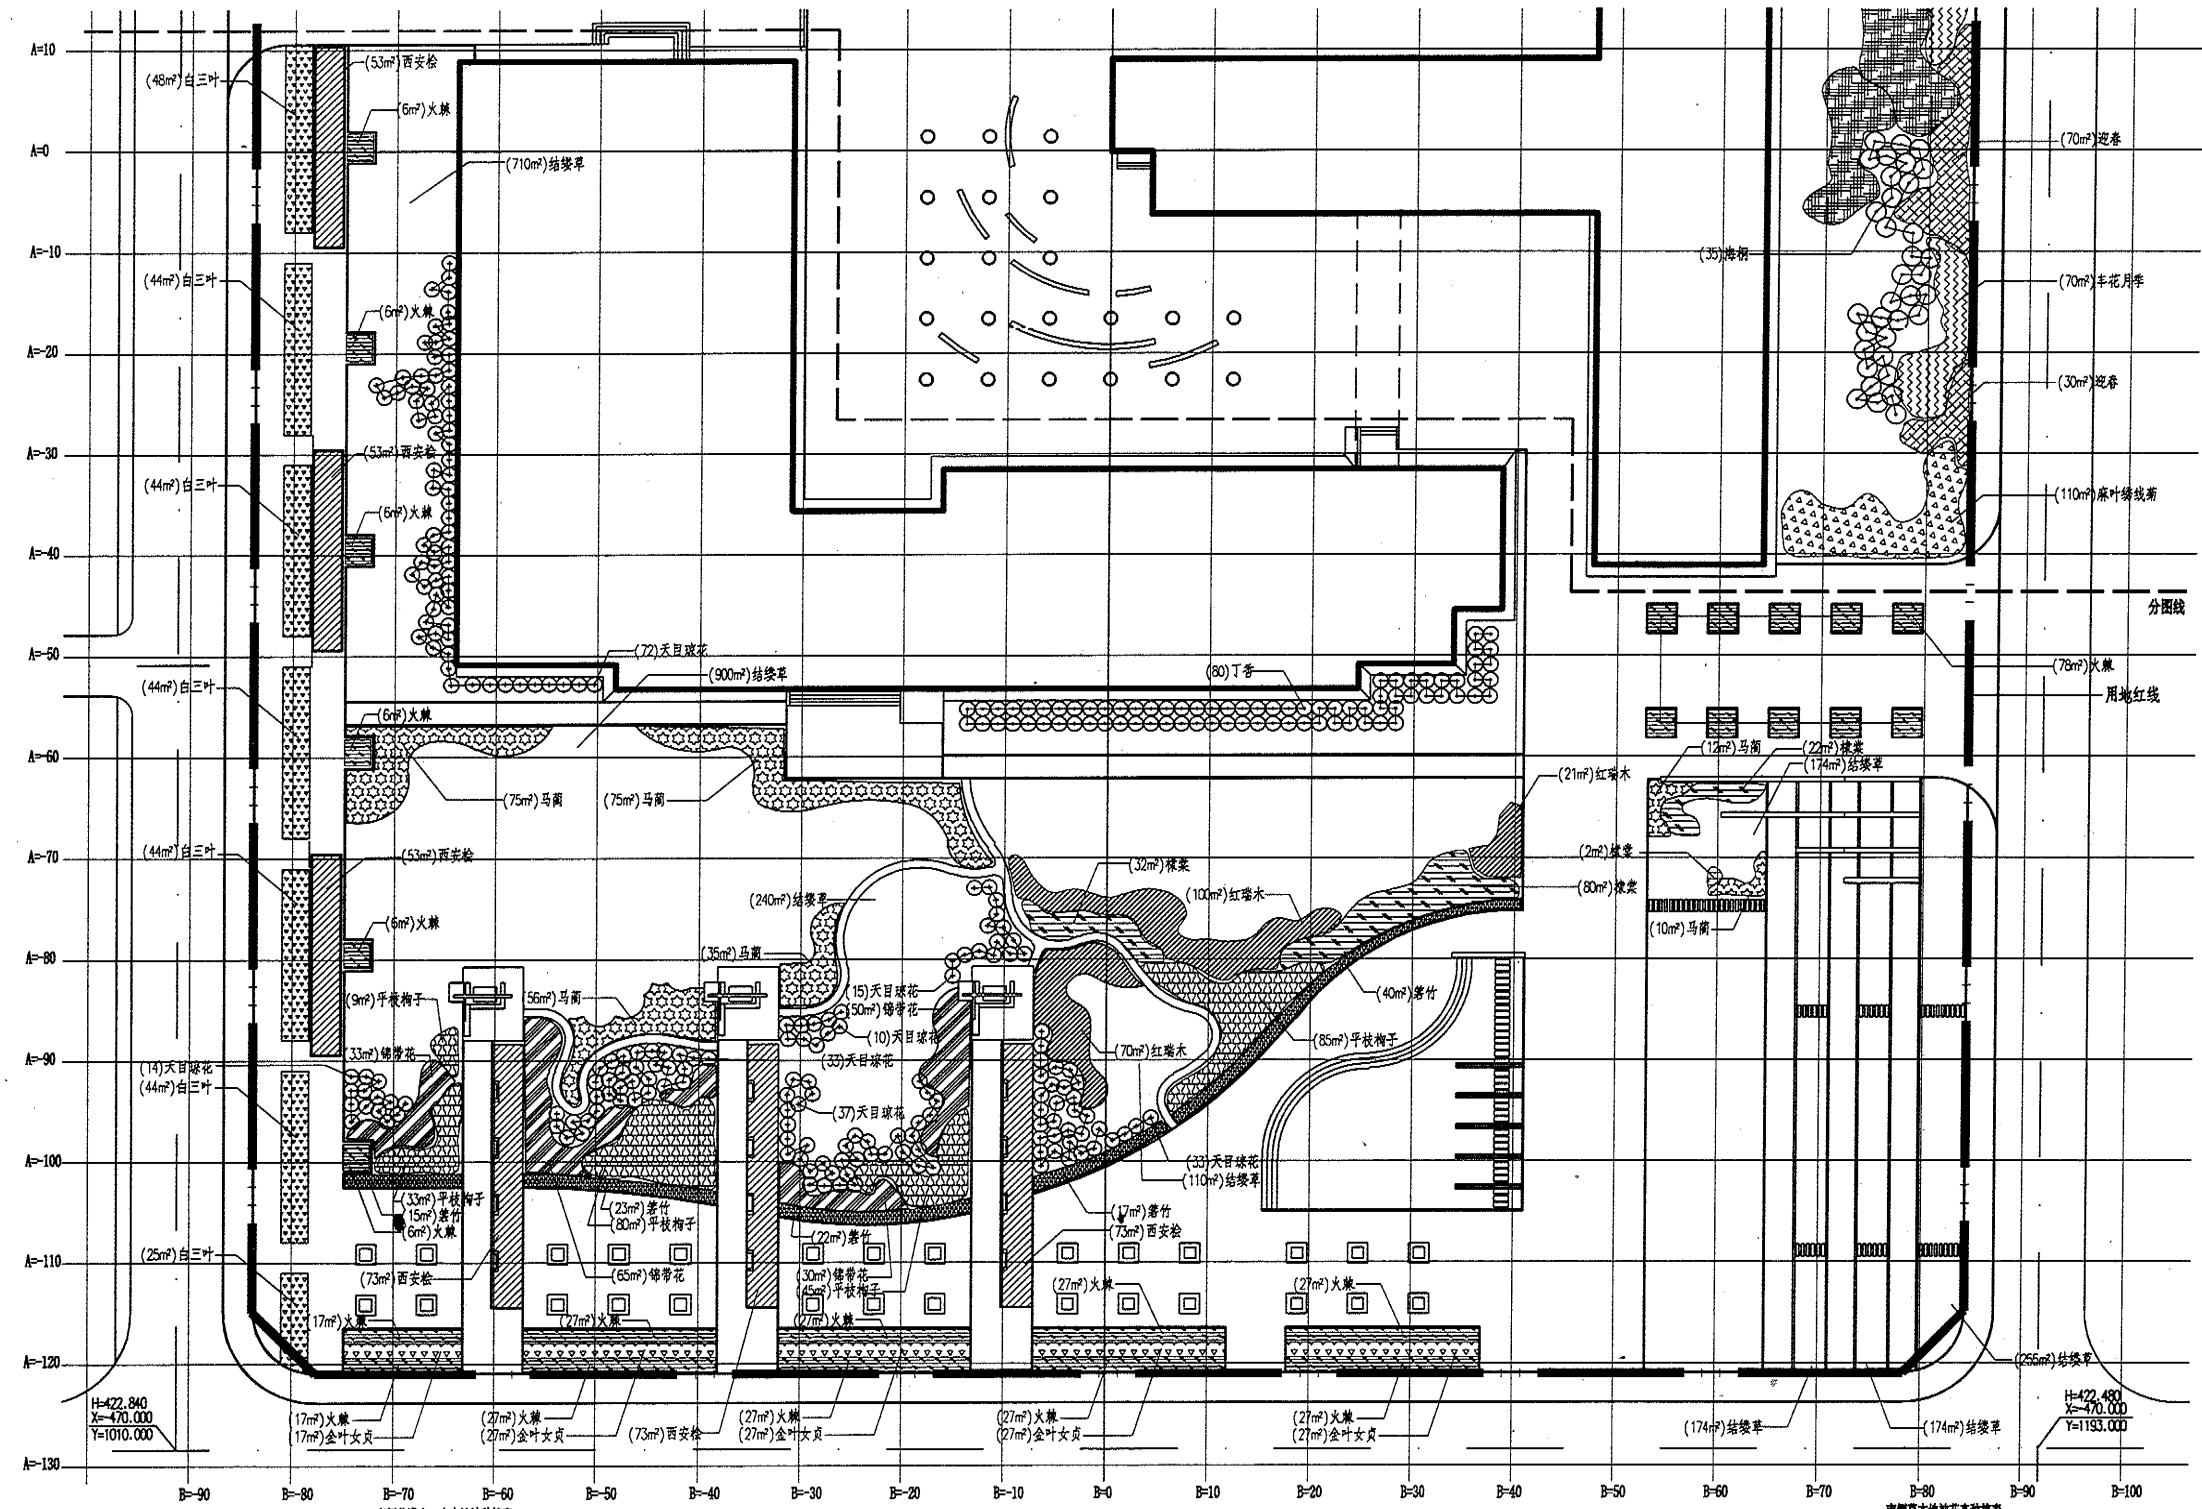 A=10
(53m²)西安桧
(48m²)白三叶
(6m²)火棘
A=0
(70m²)迎春
(710m²)结缕草
A=-10
(35)海桐
(44m²)白三叶
(70m²)丰花月季
(6m²)火棘
A=-20
(30m²)迎春
A=-30
(53m²)西安桧
(44m²)白三叶
(110m²)麻叶绣线菊
(6m²)火棘
A=-40
分图线
A=-50
(72)天目琼花
(900m²)结缕草
(80)丁香
(78m²)火棘
(44m²)白三叶
用地红线
(6m²)火棘
A=-60
(12m²)马蔺
(22m²)棣棠
(174m²)结缕草
(21m²)红瑞木
(75m²)马蔺
(75m²)马蔺
A=-70
(44m²)白三叶
(53m²)西安桧
(2m²)棣棠
(32m²)棣棠
(80m²)棣棠
(240m²)结缕草
(100m²)红瑞木
(6m²)火棘
(10m²)马蔺
A=-80
(35m²)马蔺
(15)天目琼花
(40m²)箬竹
(9m²)平枝栒子
(56m²)马蔺
(50m²)锦带花
(10)天目琼花
(85m²)平枝栒子
A=-90
(33m²)锦带花
(33)天目琼花
(70m²)红瑞木
(14)天目琼花
(44m²)白三叶
(37)天目琼花
A=-100
(33)天目琼花
(110m²)结缕草
(33m²)平枝栒子
(15m²)箬竹
(6m²)火棘
(23m²)箬竹
(80m²)平枝栒子
(17m²)箬竹
(73m²)西安桧
(22m²)箬竹
(25m²)白三叶
A=-110
(73m²)西安桧
(65m²)锦带花
(30m²)锦带花
(45m²)平枝栒子
(27m²)火棘
(27m²)火棘
(17m²)火棘
(27m²)火棘
(27m²)火棘
A=-120
(255m²)结缕草
H=422.840
X=-470.000
Y=1010.000
(17m²)火棘
(17m²)金叶女贞
(27m²)火棘
(27m²)金叶女贞
(73m²)西安桧
(27m²)火棘
(27m²)金叶女贞
(27m²)火棘
(27m²)金叶女贞
(27m²)火棘
(27m²)金叶女贞
(174m²)结缕草
(174m²)结缕草
H=422.480
X=-470.000
Y=1193.000
A=-130
B=-90
B=-80
B=-70
B=-60
B=-50
B=-40
B=-30
B=-20
B=-10
B=0
B=10
B=20
B=30
B=40
B=50
B=60
B=70
B=80
B=90
B=100